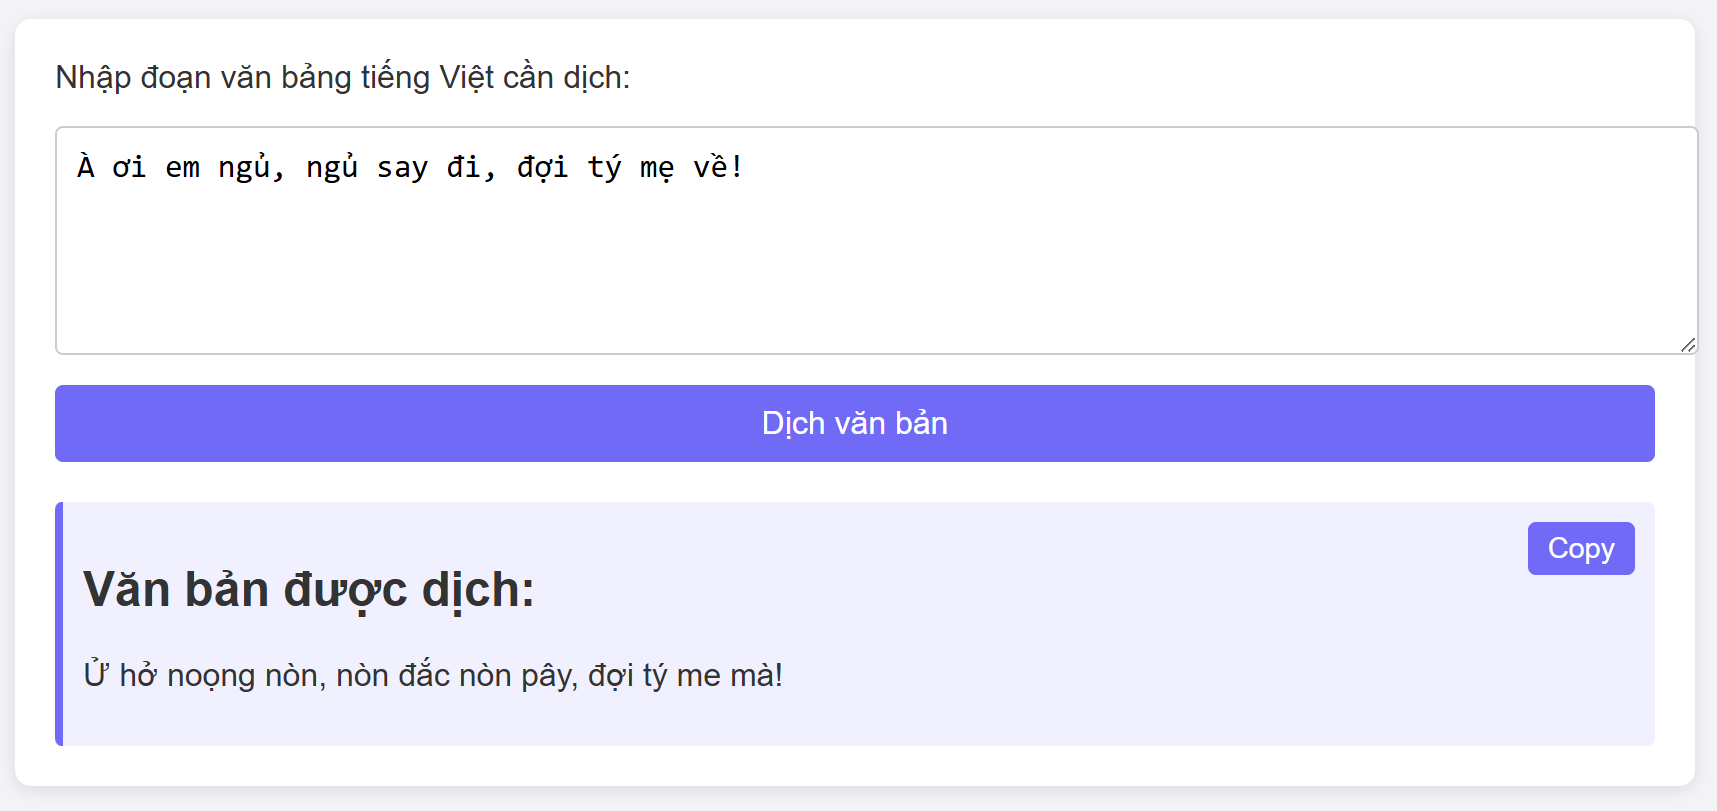 Nhập đoạn văn bảng tiếng Việt cần dịch:
À ơi em ngủ, ngủ say đi, đợi tý mẹ về!
Dịch văn bản
Copy
Văn bản được dịch:
Ử hở noọng nòn, nòn đắc nòn pây, đợi tý me mà!